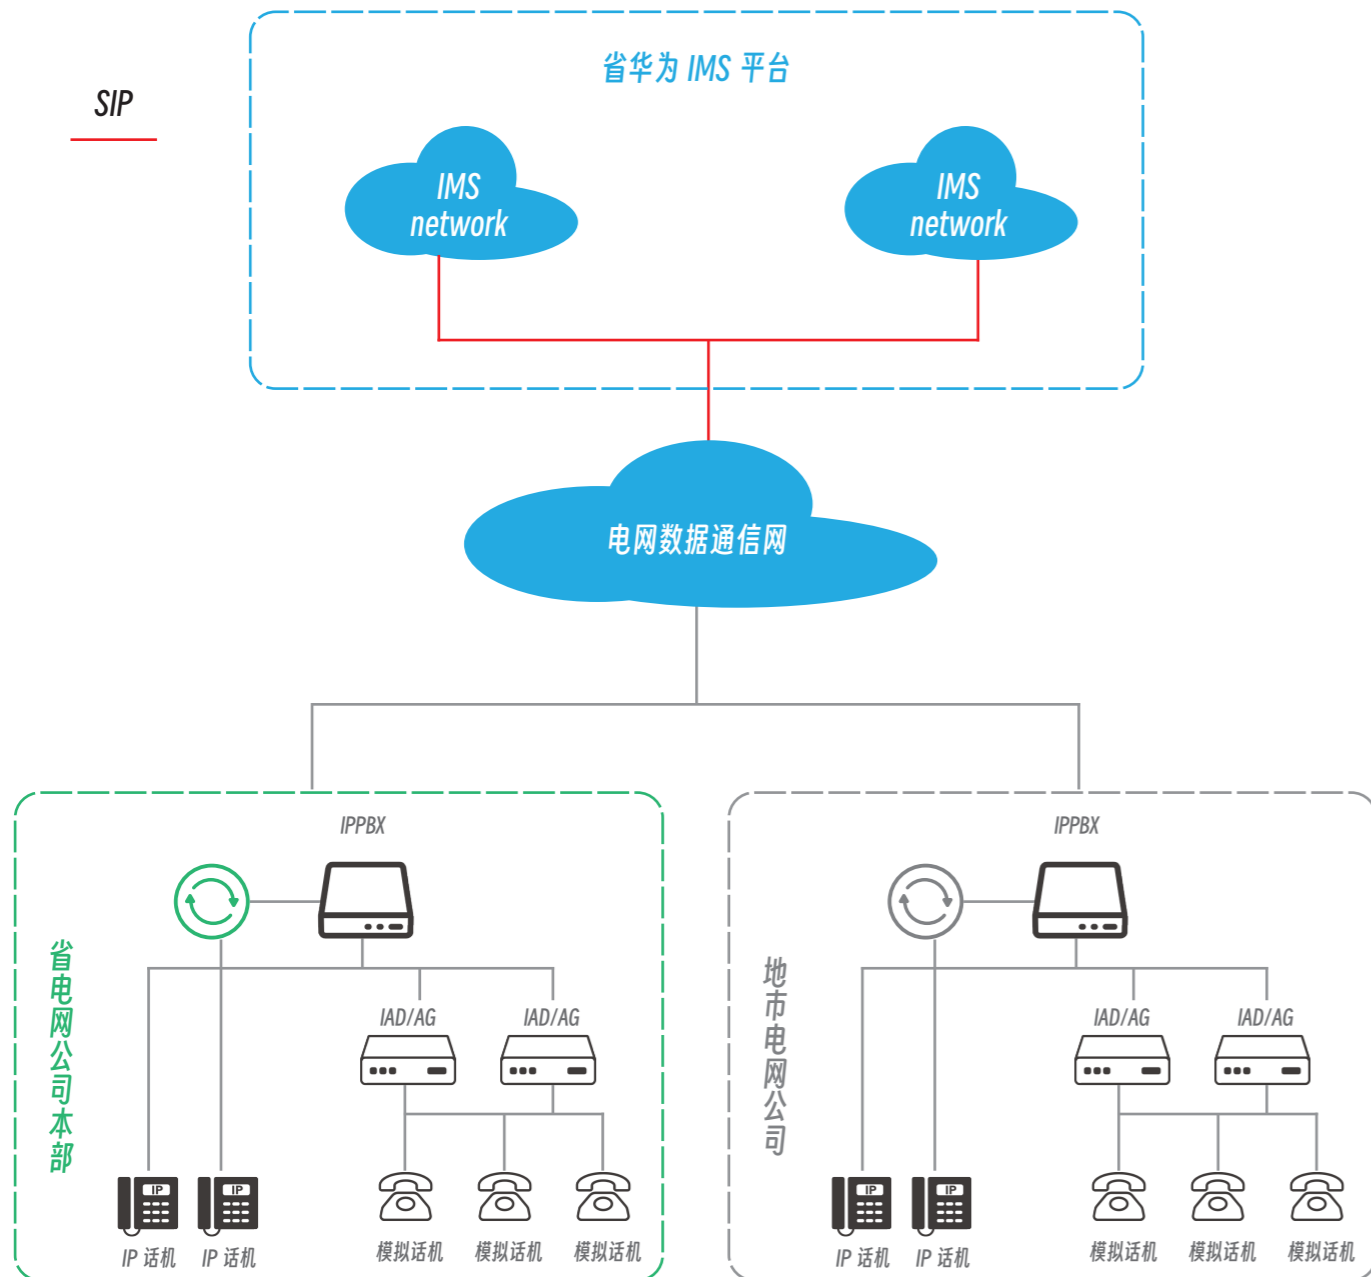 省华为 IMS 平台
SIP
IMS
network
IMS
network
电网数据通信网
IPPBX
IPPBX
省电网公司本部
地市电网公司
IAD/AG
IAD/AG
IAD/AG
IAD/AG
IP
IP
IP
IP
IP 话机
IP 话机
模拟话机
模拟话机
模拟话机
IP 话机
IP 话机
模拟话机
模拟话机
模拟话机